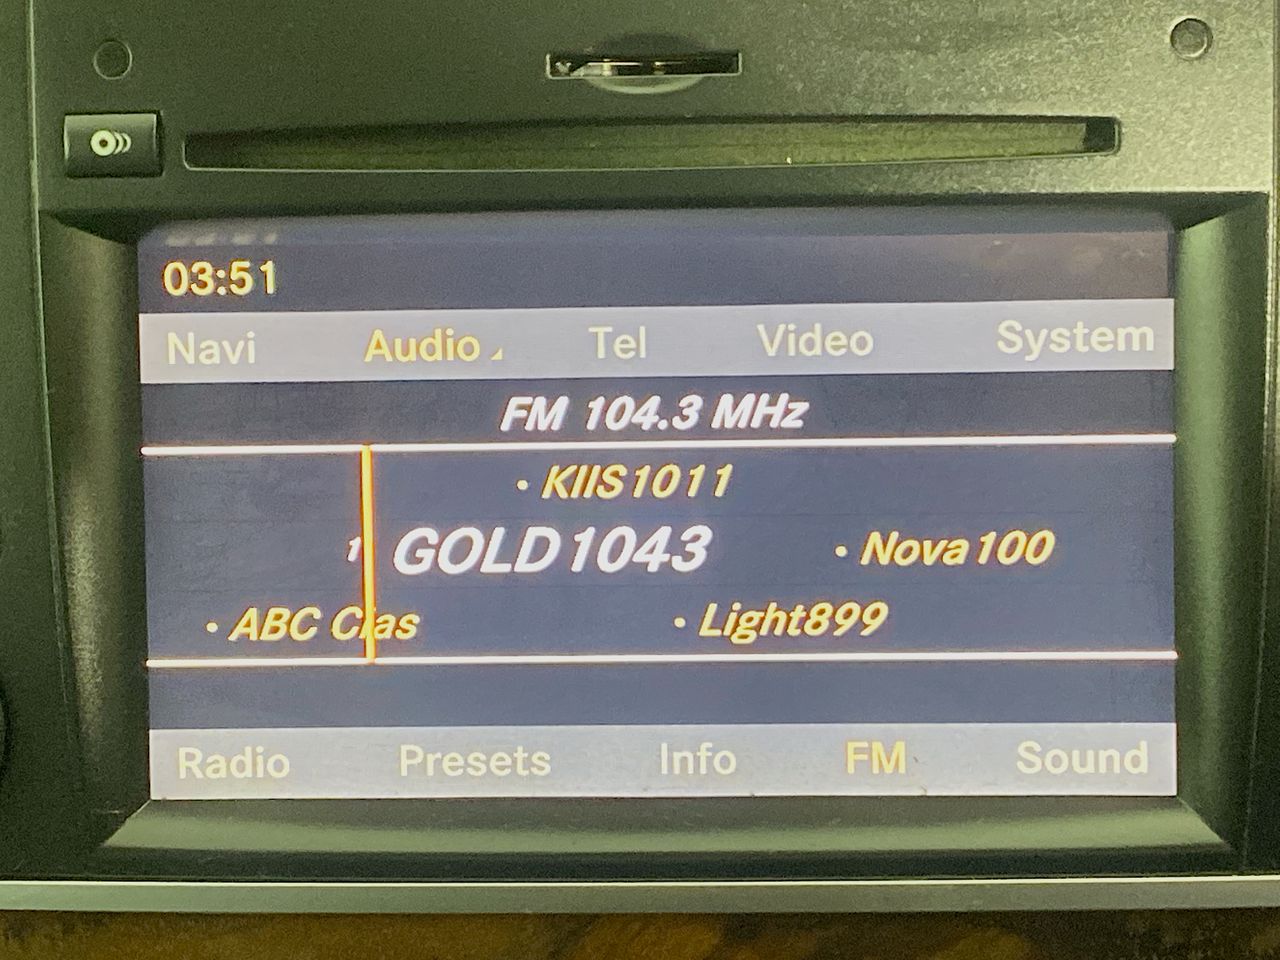 03:51
Navi Audio Tel Video System
FM 104.3 MHz
· KIIS1011
1 GOLD1043 · Nova100
· ABC Clas · Light899
Radio Presets Info FM Sound